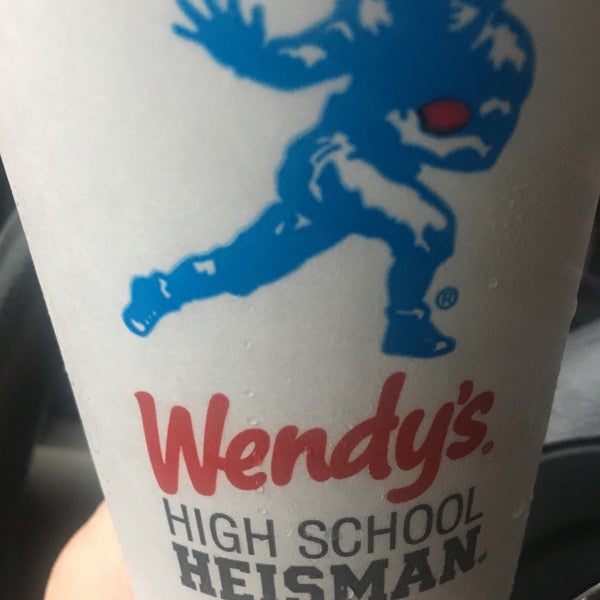 ®
Wendy's.
HIGH SCHOOL
HEISMAN.